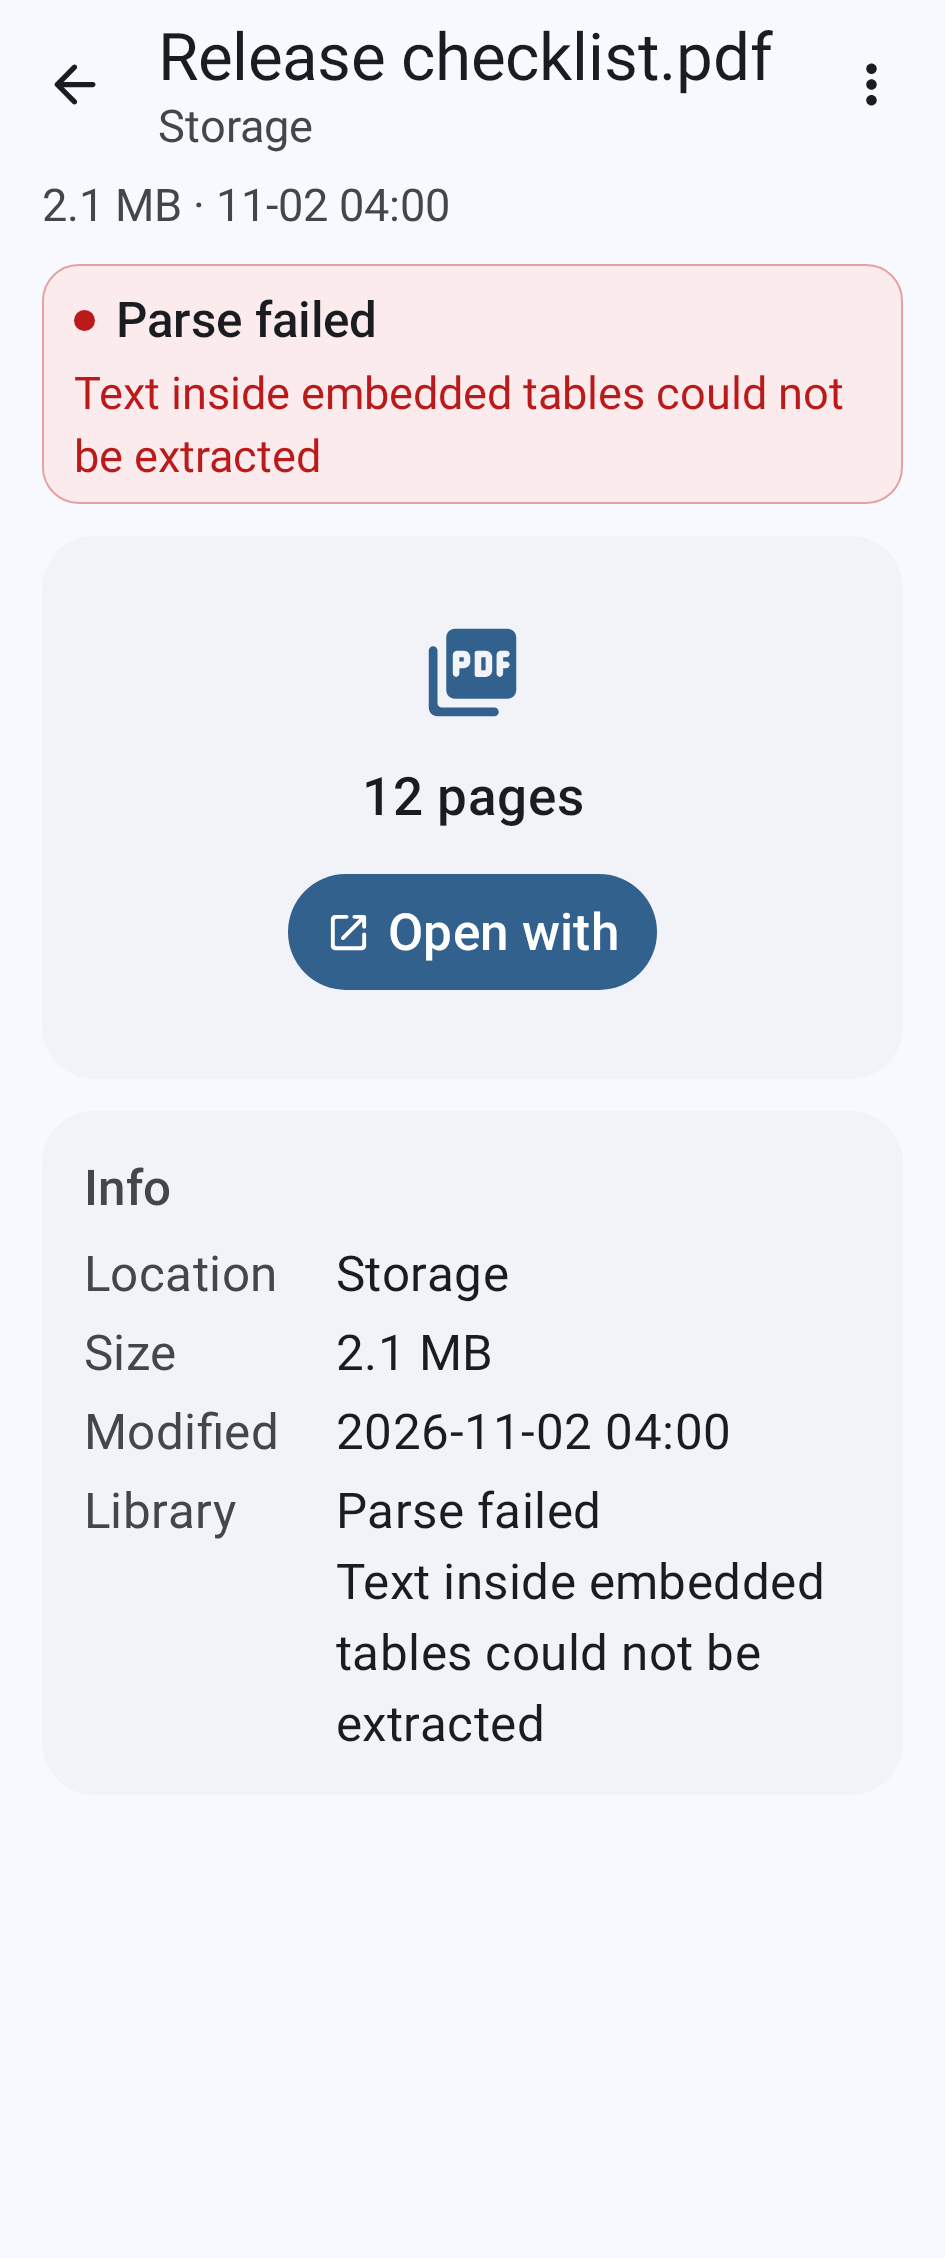 Release checklist.pdf
Storage
2.1 MB · 11-02 04:00
Parse failed
Text inside embedded tables could not
be extracted
PDF
12 pages
Open with
Info
Location Storage
Size 2.1 MB
Modified 2026-11-02 04:00
Library Parse failed
Text inside embedded
tables could not be
extracted